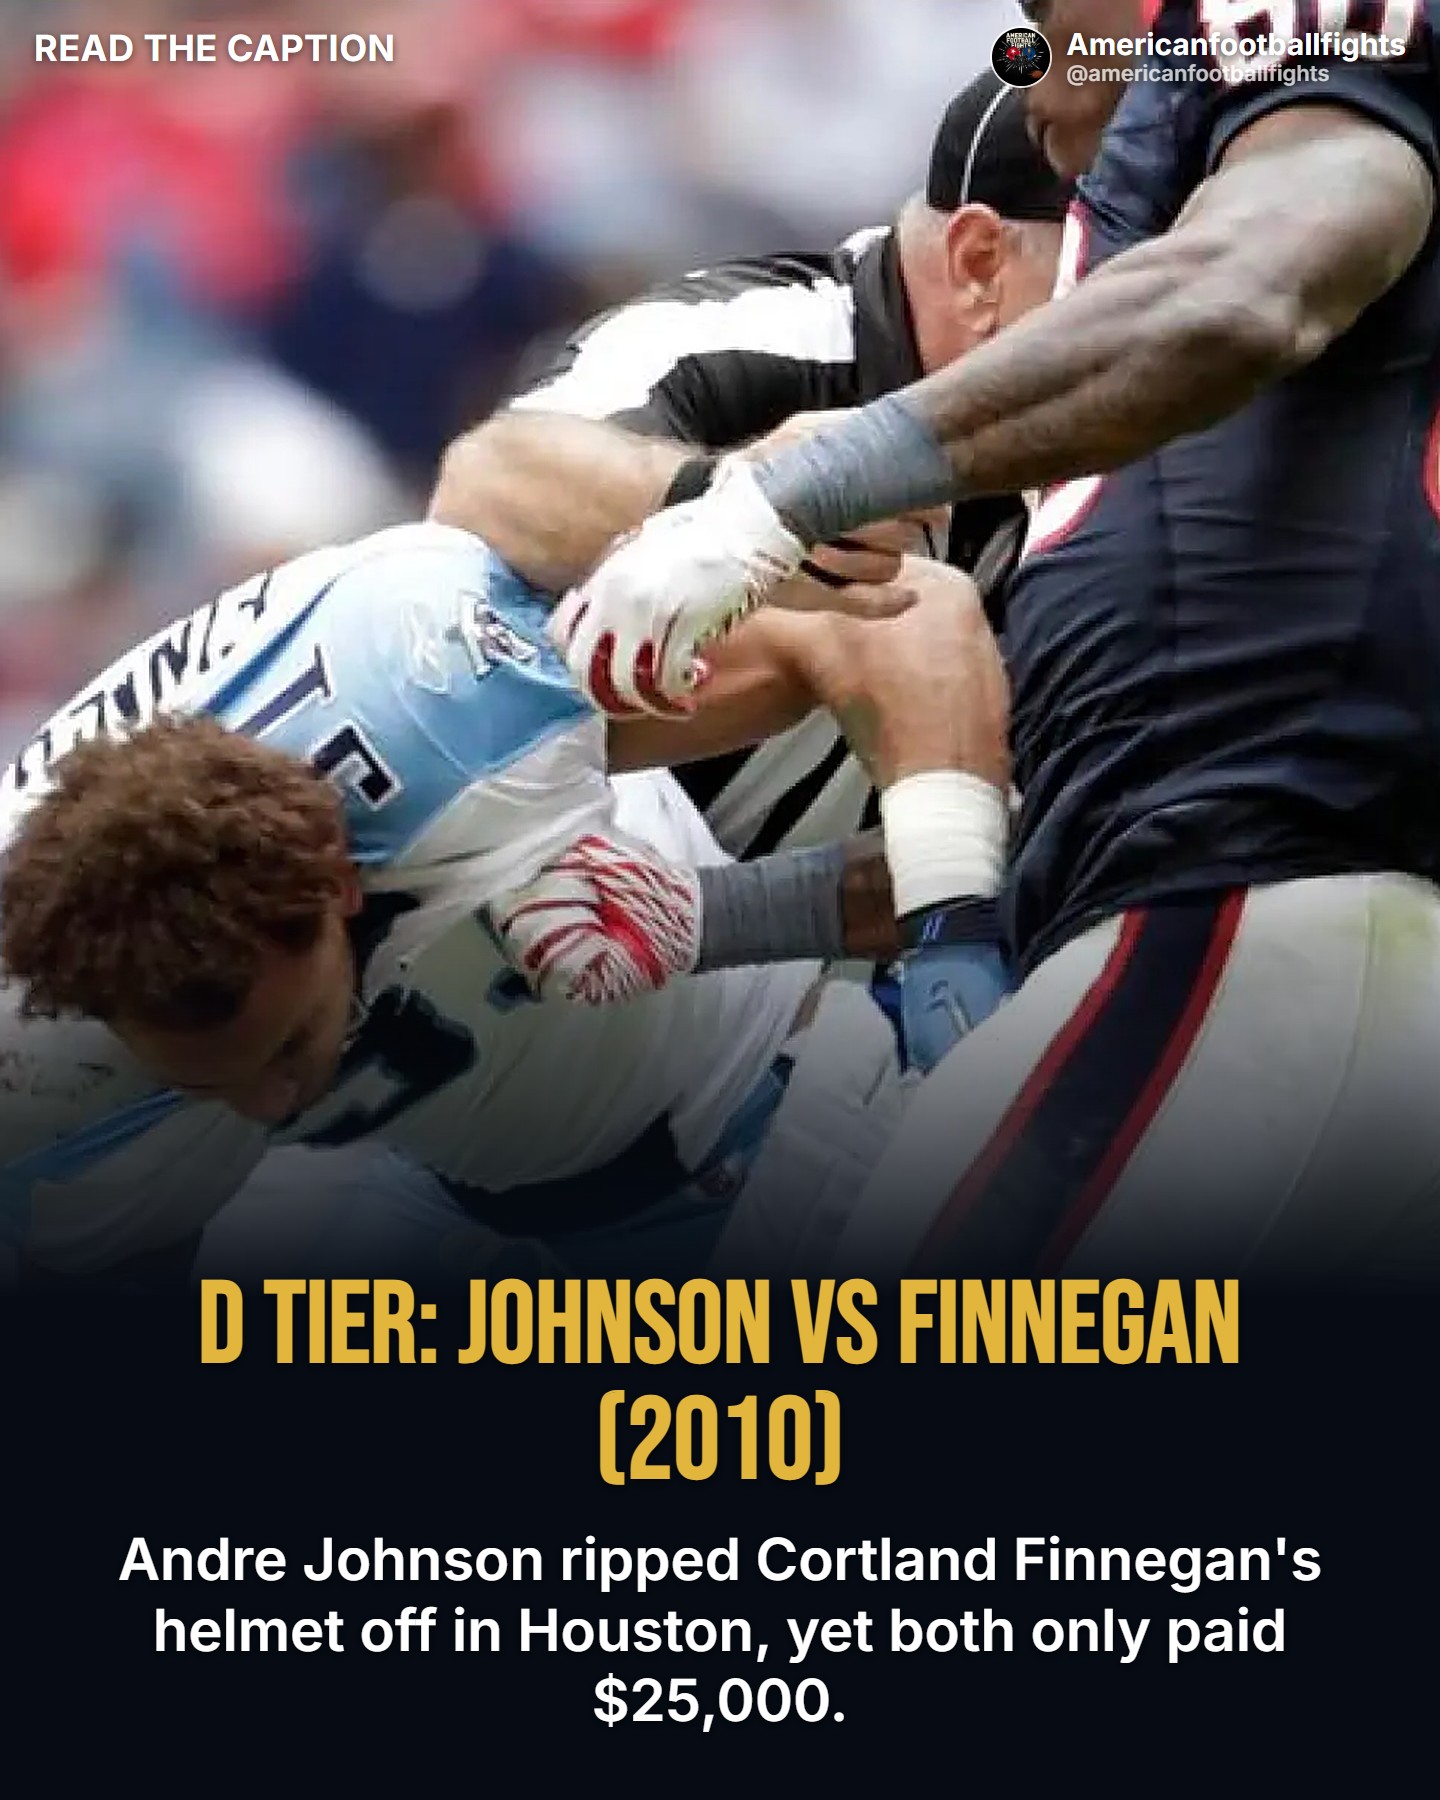 READ THE CAPTION
Americanfootballfights
@americanfootballfights
D TIER: JOHNSON VS FINNEGAN
(2010)
Andre Johnson ripped Cortland Finnegan's
helmet off in Houston, yet both only paid
$25,000.